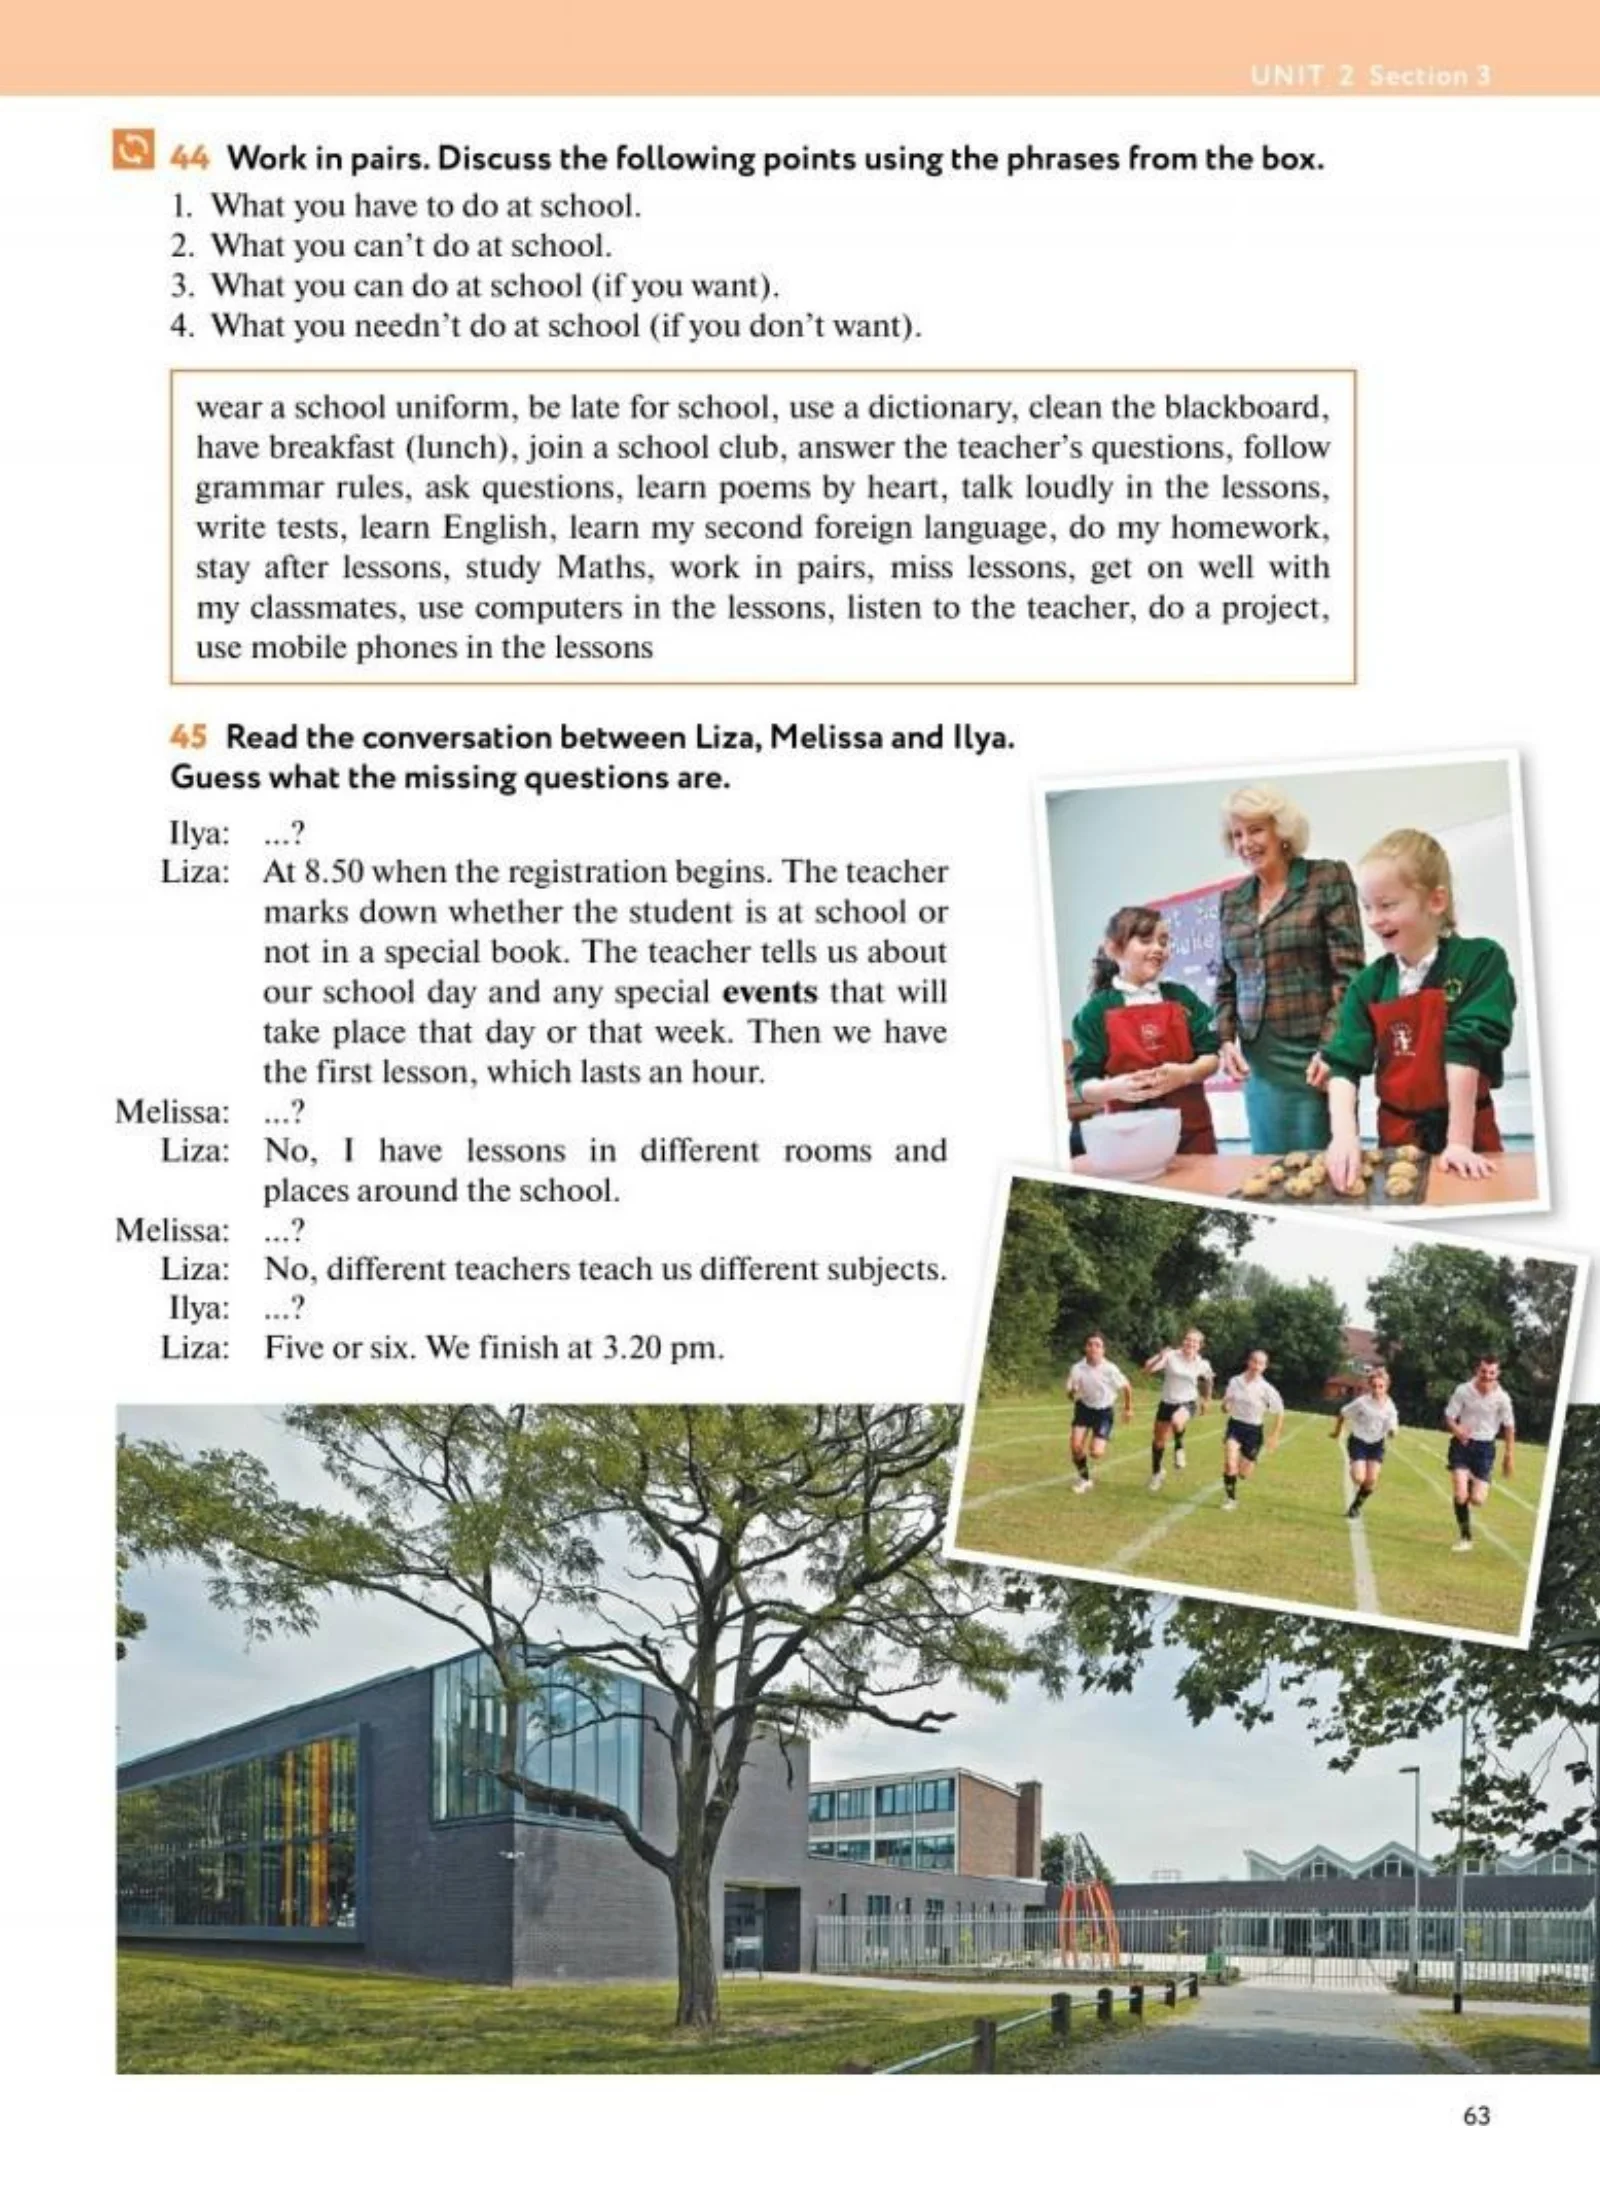 UNIT 2 Section 3
44 Work in pairs. Discuss the following points using the phrases from the box.
1. What you have to do at school.
2. What you can't do at school.
3. What you can do at school (if you want).
4. What you needn't do at school (if you don't want).
wear a school uniform, be late for school, use a dictionary, clean the blackboard,
have breakfast (lunch), join a school club, answer the teacher's questions, follow
grammar rules, ask questions, learn poems by heart, talk loudly in the lessons,
write tests, learn English, learn my second foreign language, do my homework,
stay after lessons, study Maths, work in pairs, miss lessons, get on well with
my classmates, use computers in the lessons, listen to the teacher, do a project,
use mobile phones in the lessons
45 Read the conversation between Liza, Melissa and Ilya.
Guess what the missing questions are.
Ilya: ...?
Liza: At 8.50 when the registration begins. The teacher
marks down whether the student is at school or
not in a special book. The teacher tells us about
our school day and any special events that will
take place that day or that week. Then we have
the first lesson, which lasts an hour.
Melissa: ...?
Liza: No, I have lessons in different rooms and
places around the school.
Melissa: ...?
Liza: No, different teachers teach us different subjects.
Ilya: ...?
Liza: Five or six. We finish at 3.20 pm.
63